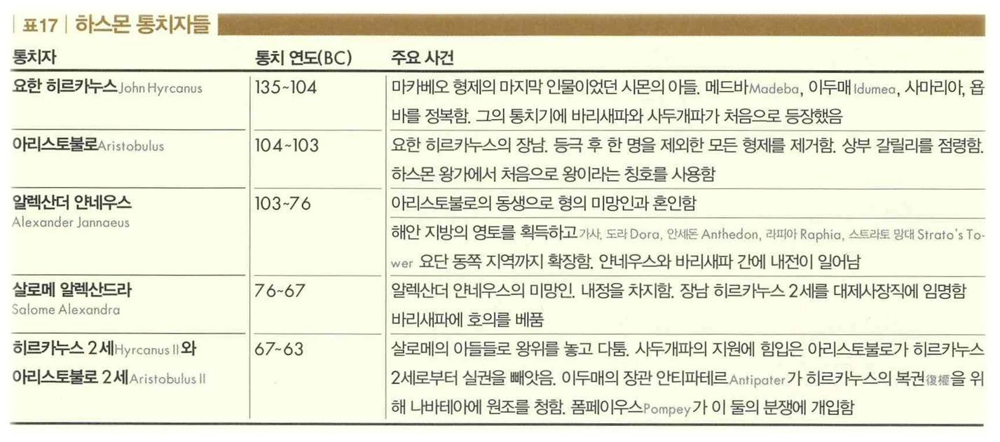 표17 | 하스몬 통치자들
통치자 통치 연도(BC) 주요 사건
요한 히르카누스John Hyrcanus 135~104 마카베오 형제의 마지막 인물이었던 시몬의 아들. 메드바Madeba, 이두매Idumea, 사마리아, 욥
바를 정복함. 그의 통치기에 바리새파와 사두개파가 처음으로 등장했음
아리스토불로Aristobulus 104~103 요한 히르카누스의 장남. 등극 후 한 명을 제외한 모든 형제를 제거함. 상부 갈릴리를 점령함.
하스몬 왕가에서 처음으로 왕이라는 칭호를 사용함
알렉산더 얀네우스 103~76 아리스토불로의 동생으로 형의 미망인과 혼인함
Alexander Jannaeus
해안 지방의 영토를 획득하고가사, 도라 Dora, 안세돈 Anthedon, 라피아 Raphia, 스트라토 망대 Strato's To-
wer 요단 동쪽 지역까지 확장함. 얀네우스와 바리새파 간에 내전이 일어남
살로메 알렉산드라 76~67 알렉산더 얀네우스의 미망인. 내정을 차지함. 장남 히르카누스 2세를 대제사장직에 임명함
Salome Alexandra
바리새파에 호의를 베품
히르카누스 2세Hyrcanus II와 67~63 살로메의 아들들로 왕위를 놓고 다툼. 사두개파의 지원에 힘입은 아리스토불로가 히르카누스
아리스토불로 2세Aristobulus II 2세로부터 실권을 빼앗음. 이두매의 장관 안티파테르Antipater가 히르카누스의 복권復權을 위
해 나바테아에 원조를 청함. 폼페이우스Pompey가 이 둘의 분쟁에 개입함